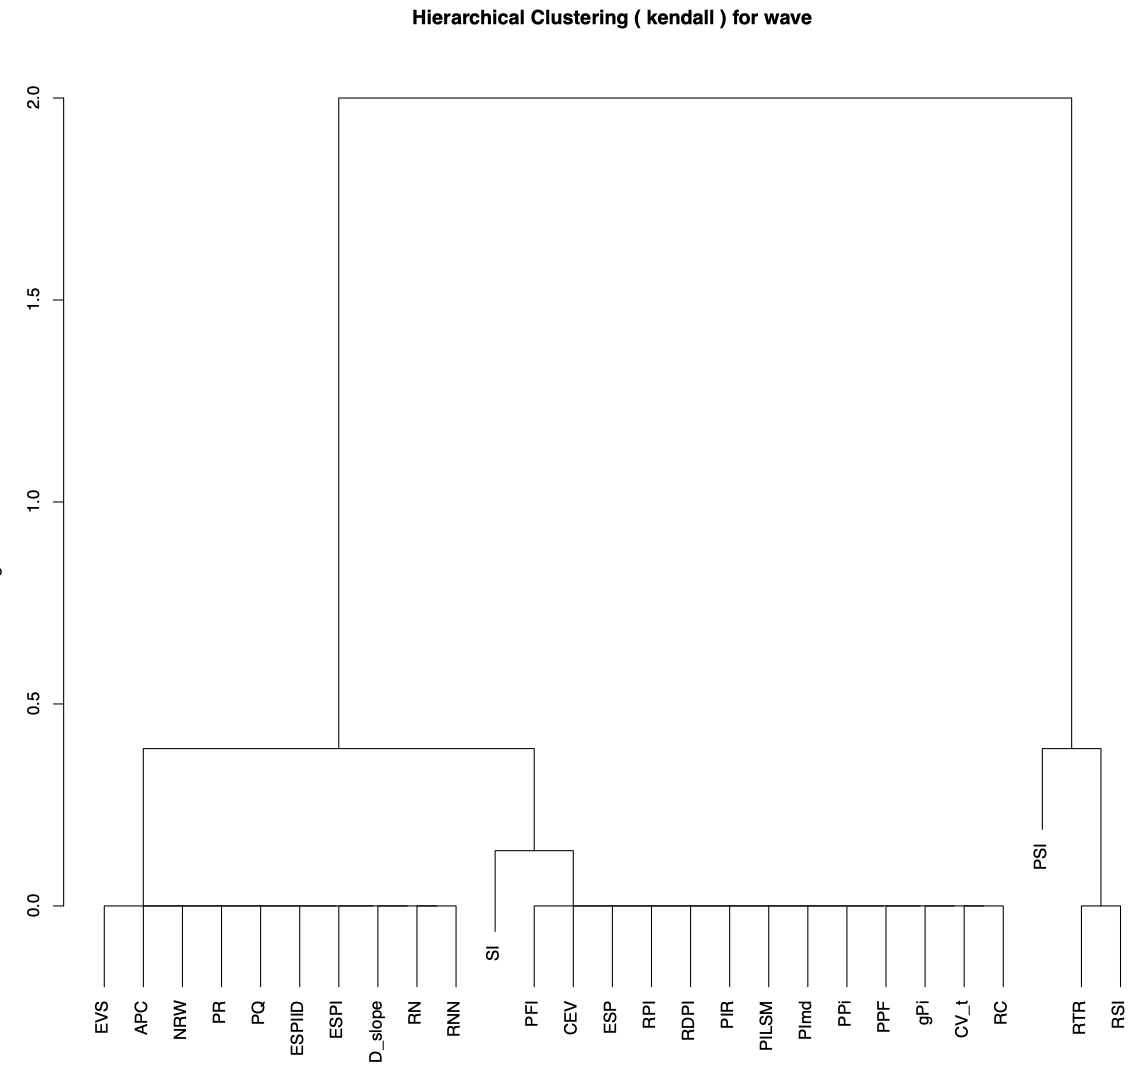 Hierarchical Clustering ( kendall ) for wave
2.0
1.5
1.0
0.5
0.0
EVS
APC
NRW
PR
PQ
ESPIID
ESPI
D_slope
RN
RNN
SI
PFI
CEV
ESP
RPI
RDPI
PIR
PILSM
PImd
PPi
PPF
gPi
CV_t
RC
PSI
RTR
RSI